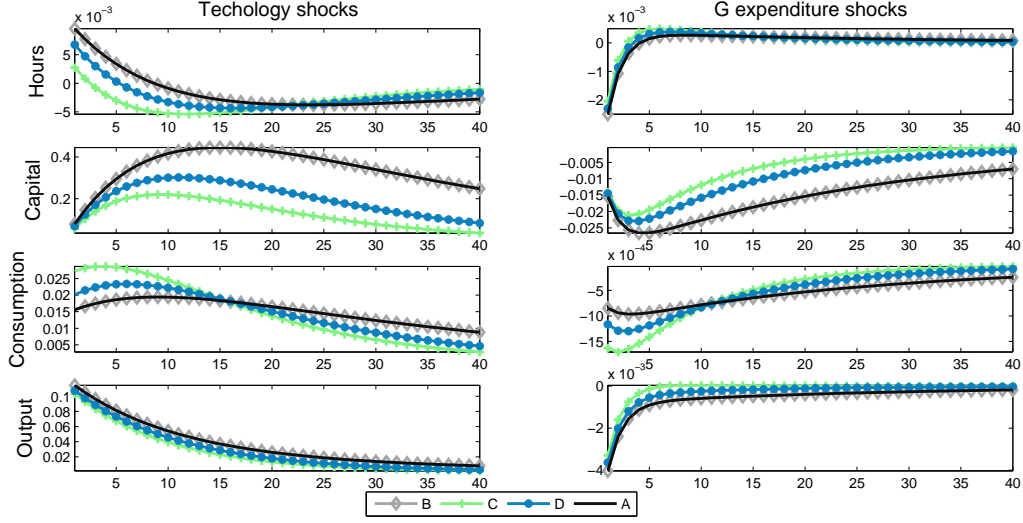 Techology shocks
G expenditure shocks
x 10⁻³
5
0
−5
Hours
5 10 15 20 25 30 35 40
x 10⁻³
0
−2
−4
5 10 15 20 25 30 35 40
0.4
0.2
Capital
5 10 15 20 25 30 35 40
−0.005
−0.01
−0.015
−0.02
−0.025
5 10 15 20 25 30 35 40
0.025
0.02
0.015
0.01
0.005
Consumption
5 10 15 20 25 30 35 40
x 10⁻⁴
−5
−10
−15
5 10 15 20 25 30 35 40
0.1
0.08
0.06
0.04
0.02
Output
5 10 15 20 25 30 35 40
x 10⁻³
0
−2
−4
5 10 15 20 25 30 35 40
B C D A